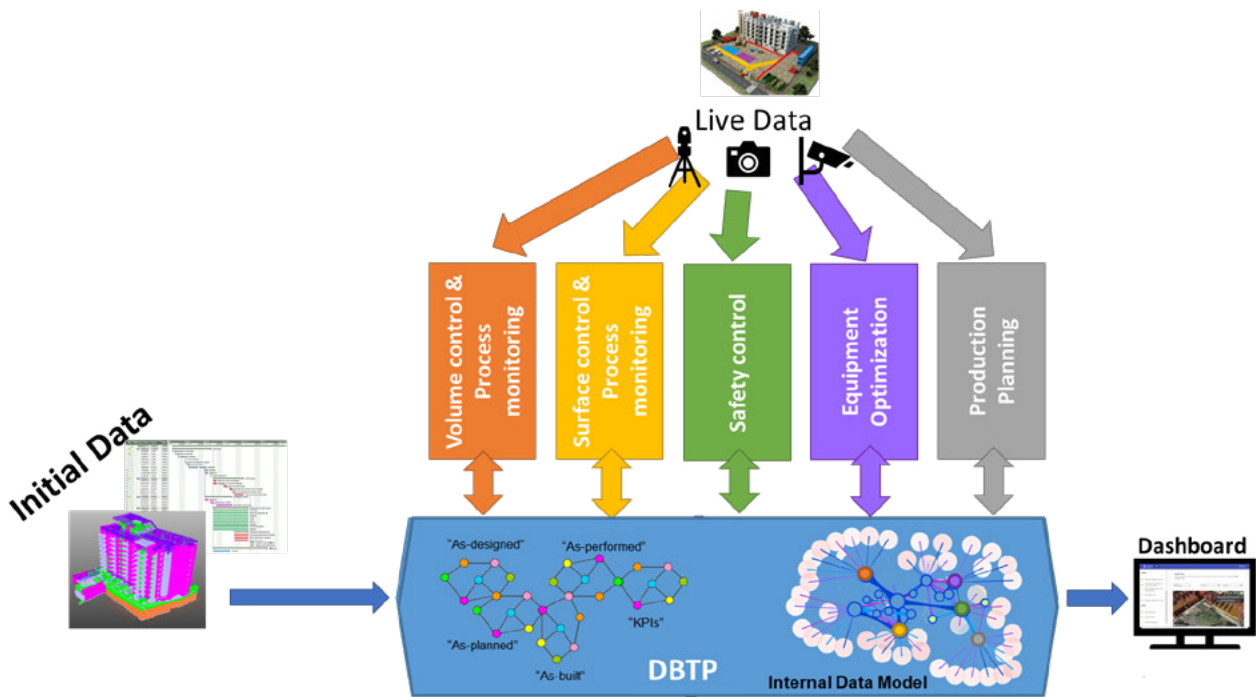 Live Data
Volume control &
Process
monitoring
Surface control &
Process
monitoring
Safety control
Equipment
Optimization
Production
Planning
Initial Data
"As-designed"
"As-performed"
"KPIs"
"As-planned"
"As-built"
DBTP
Internal Data Model
Dashboard